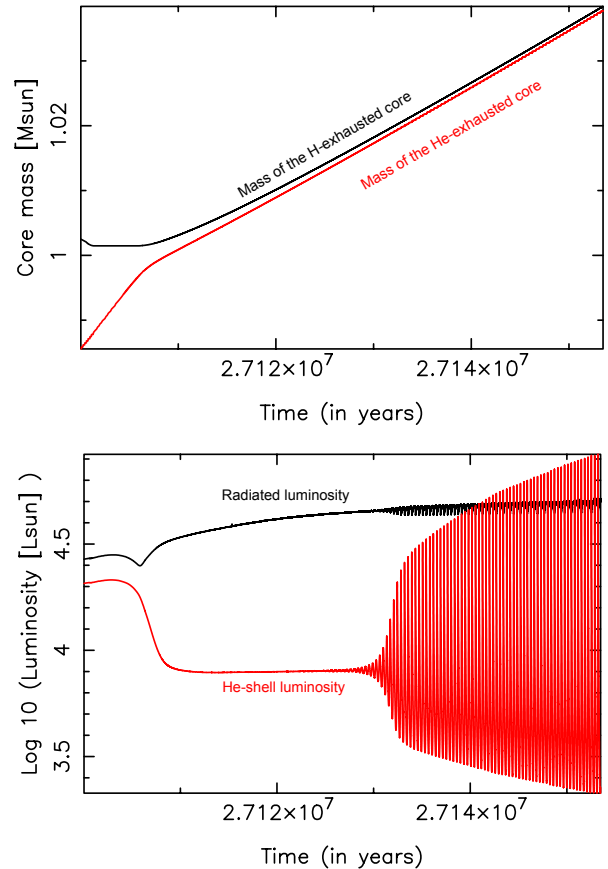 Core mass [Msun]
1.02
1
Mass of the H-exhausted core
Mass of the He-exhausted core
2.712×10⁷
2.714×10⁷
Time (in years)
Log 10 (Luminosity [Lsun] )
4.5
4
3.5
Radiated luminosity
He-shell luminosity
2.712×10⁷
2.714×10⁷
Time (in years)